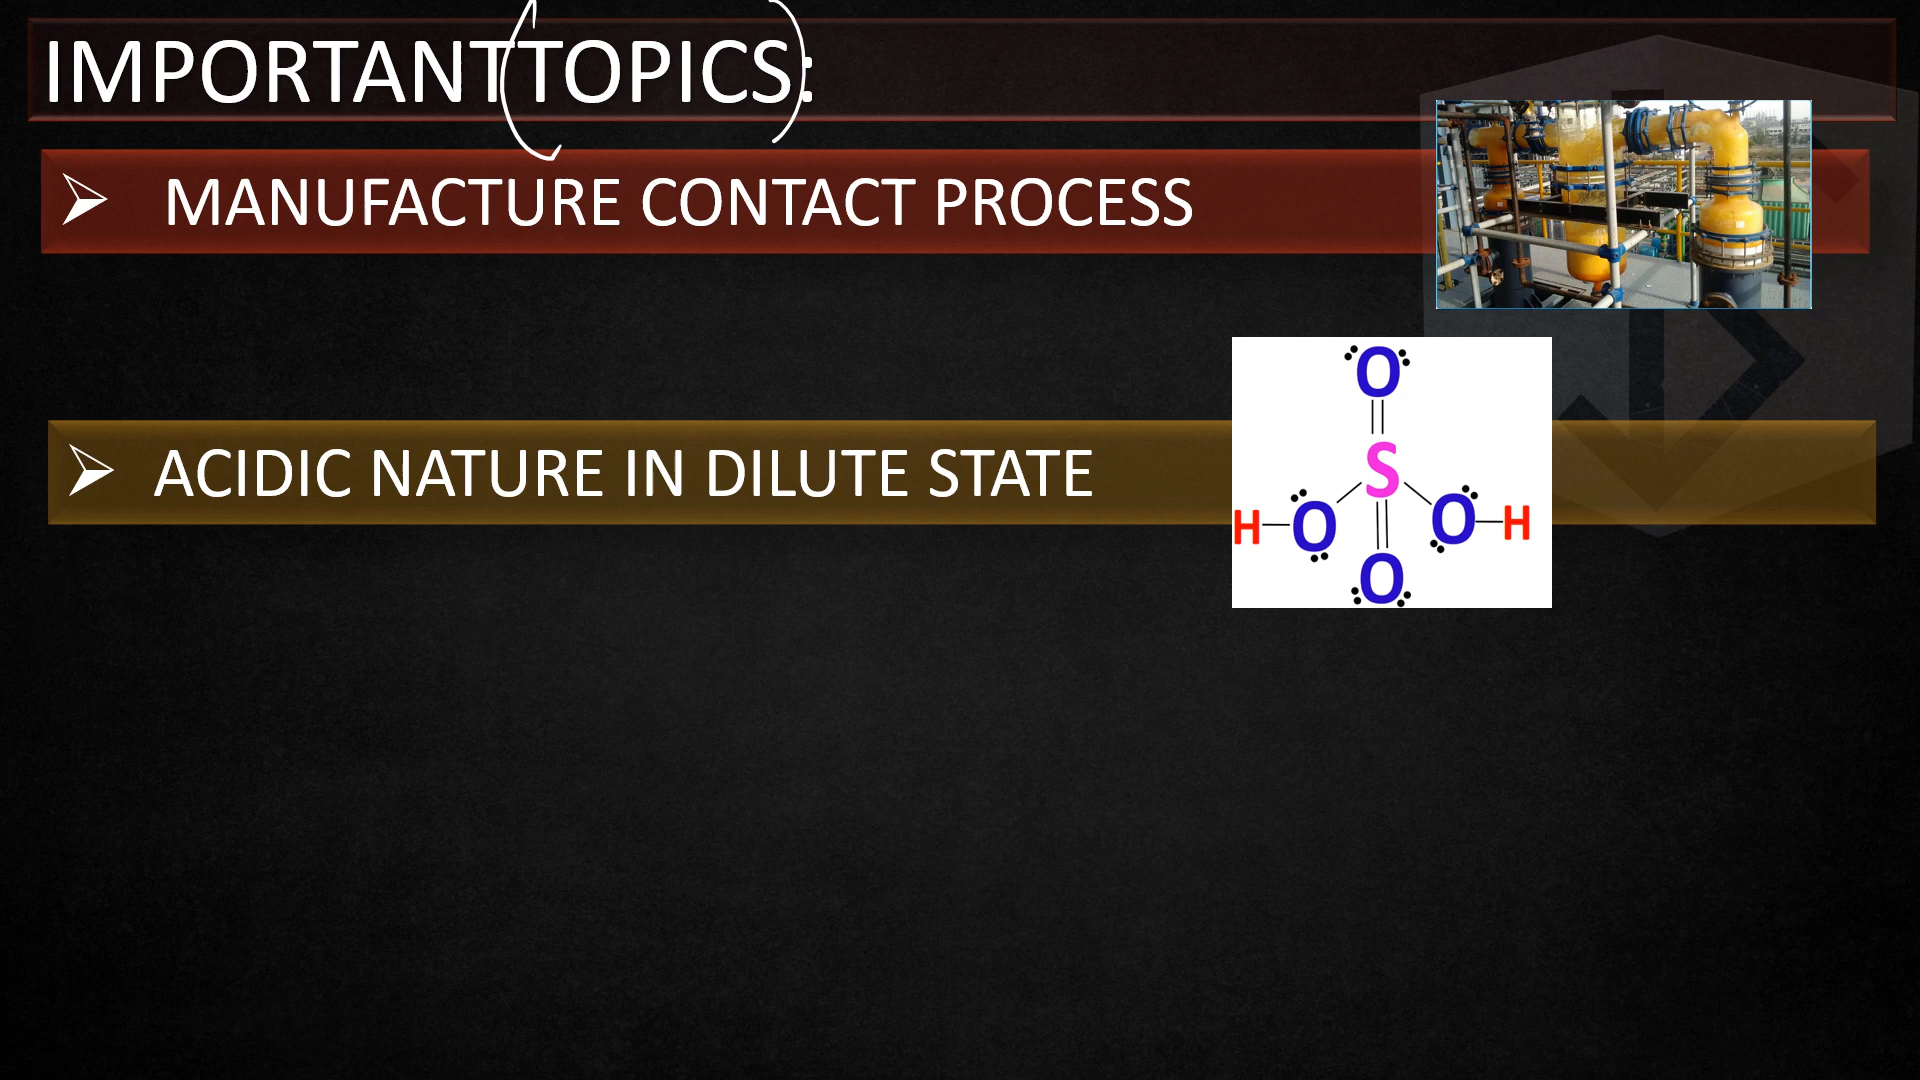 IMPORTANT TOPICS:
MANUFACTURE CONTACT PROCESS
ACIDIC NATURE IN DILUTE STATE
O
S
H O O H
O